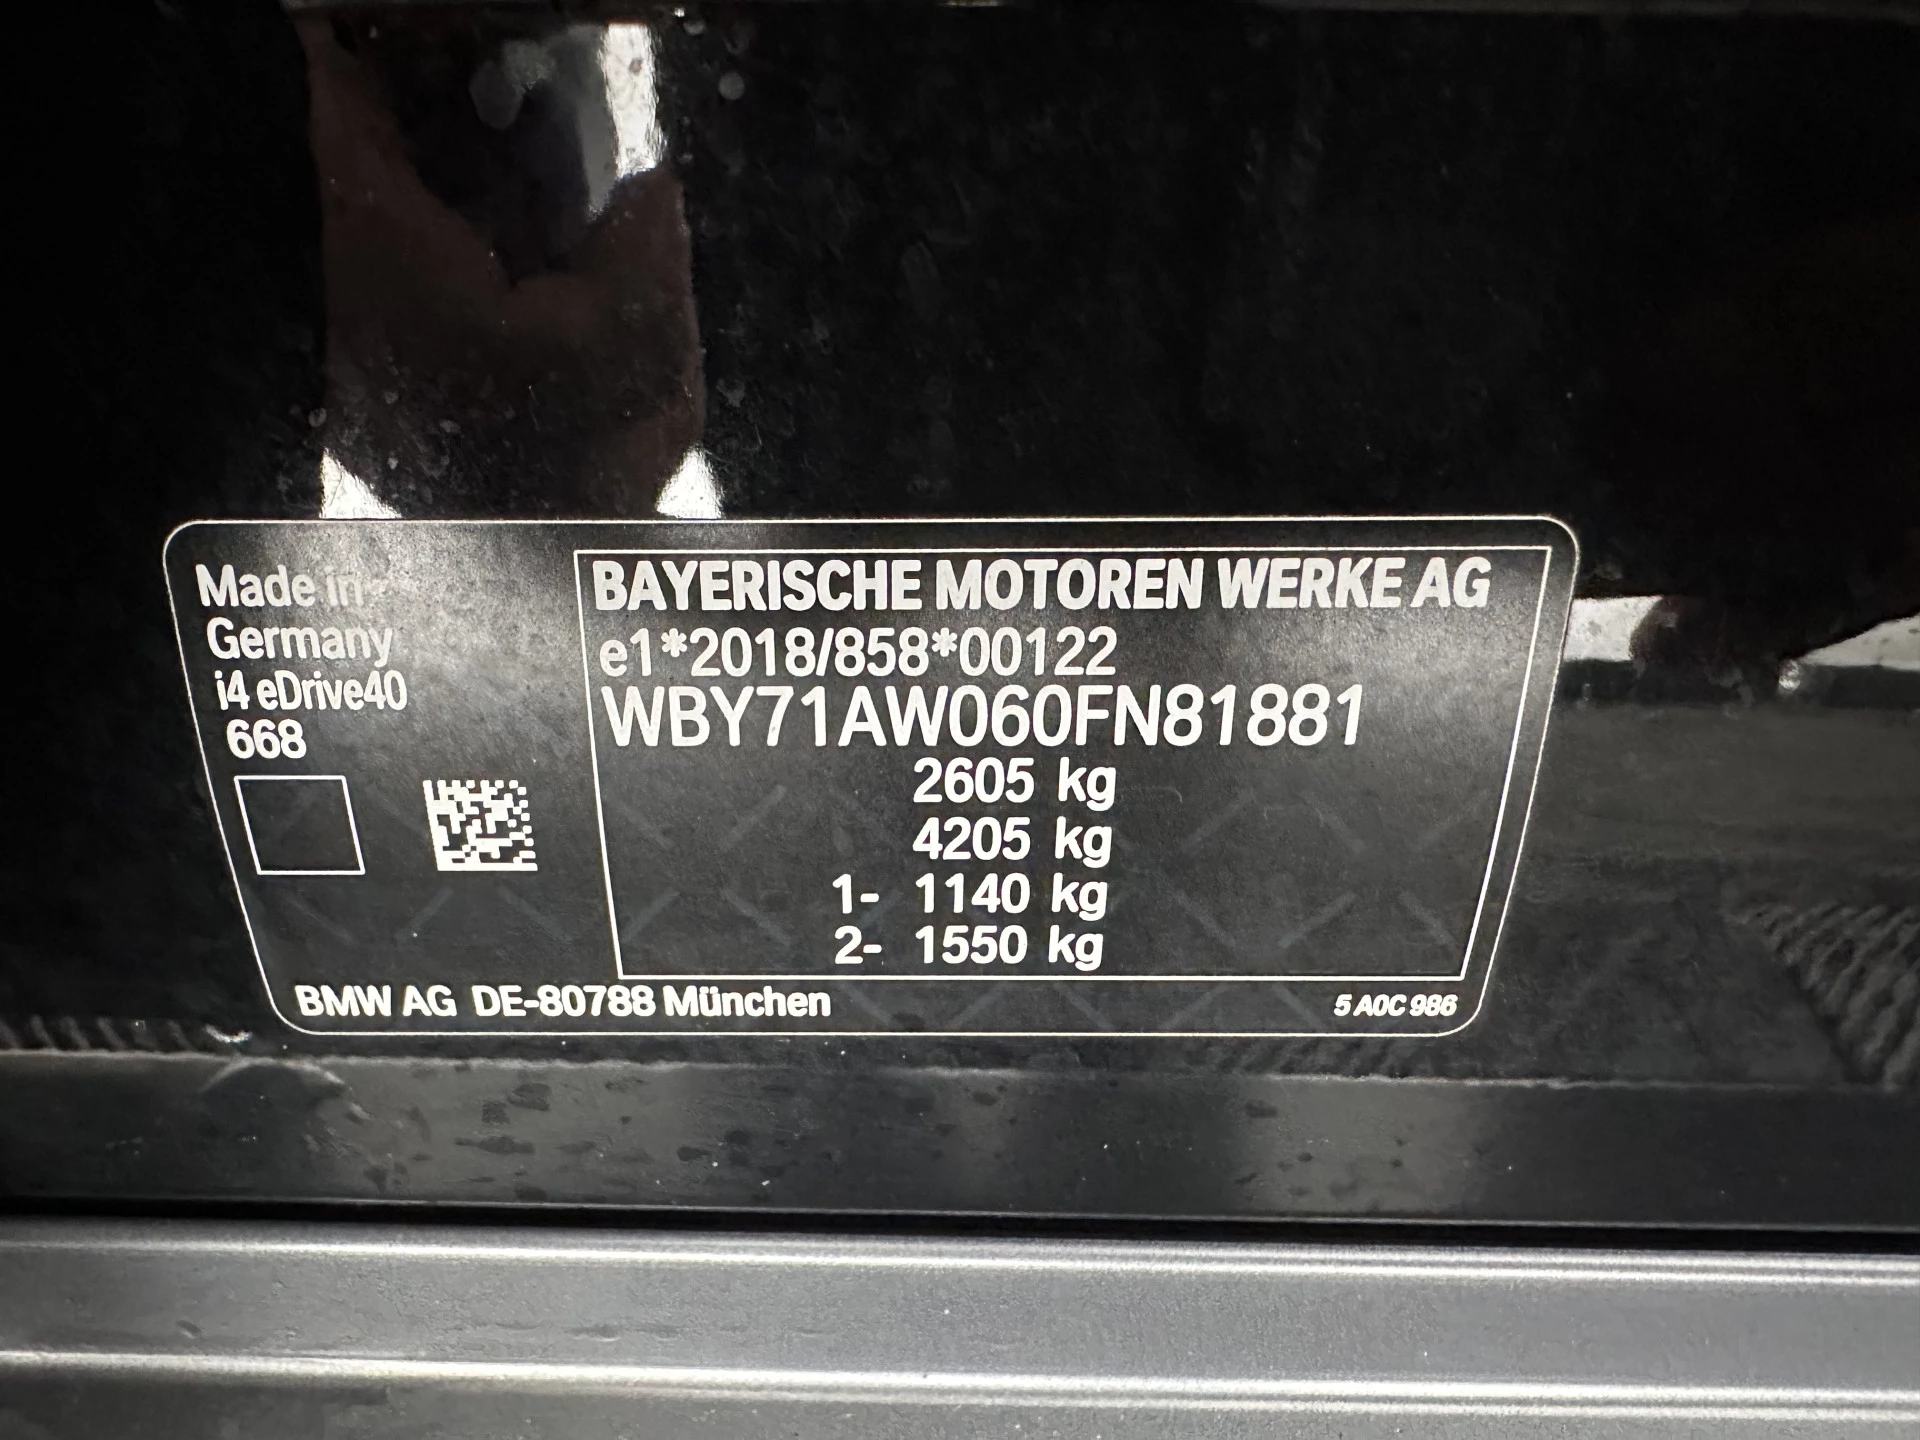 Made in
Germany
i4 eDrive40
668
BAYERISCHE MOTOREN WERKE AG
e1*2018/858*00122
WBY71AW060FN81881
2605 kg
4205 kg
1- 1140 kg
2- 1550 kg
BMW AG DE-80788 München
5 A0C 986